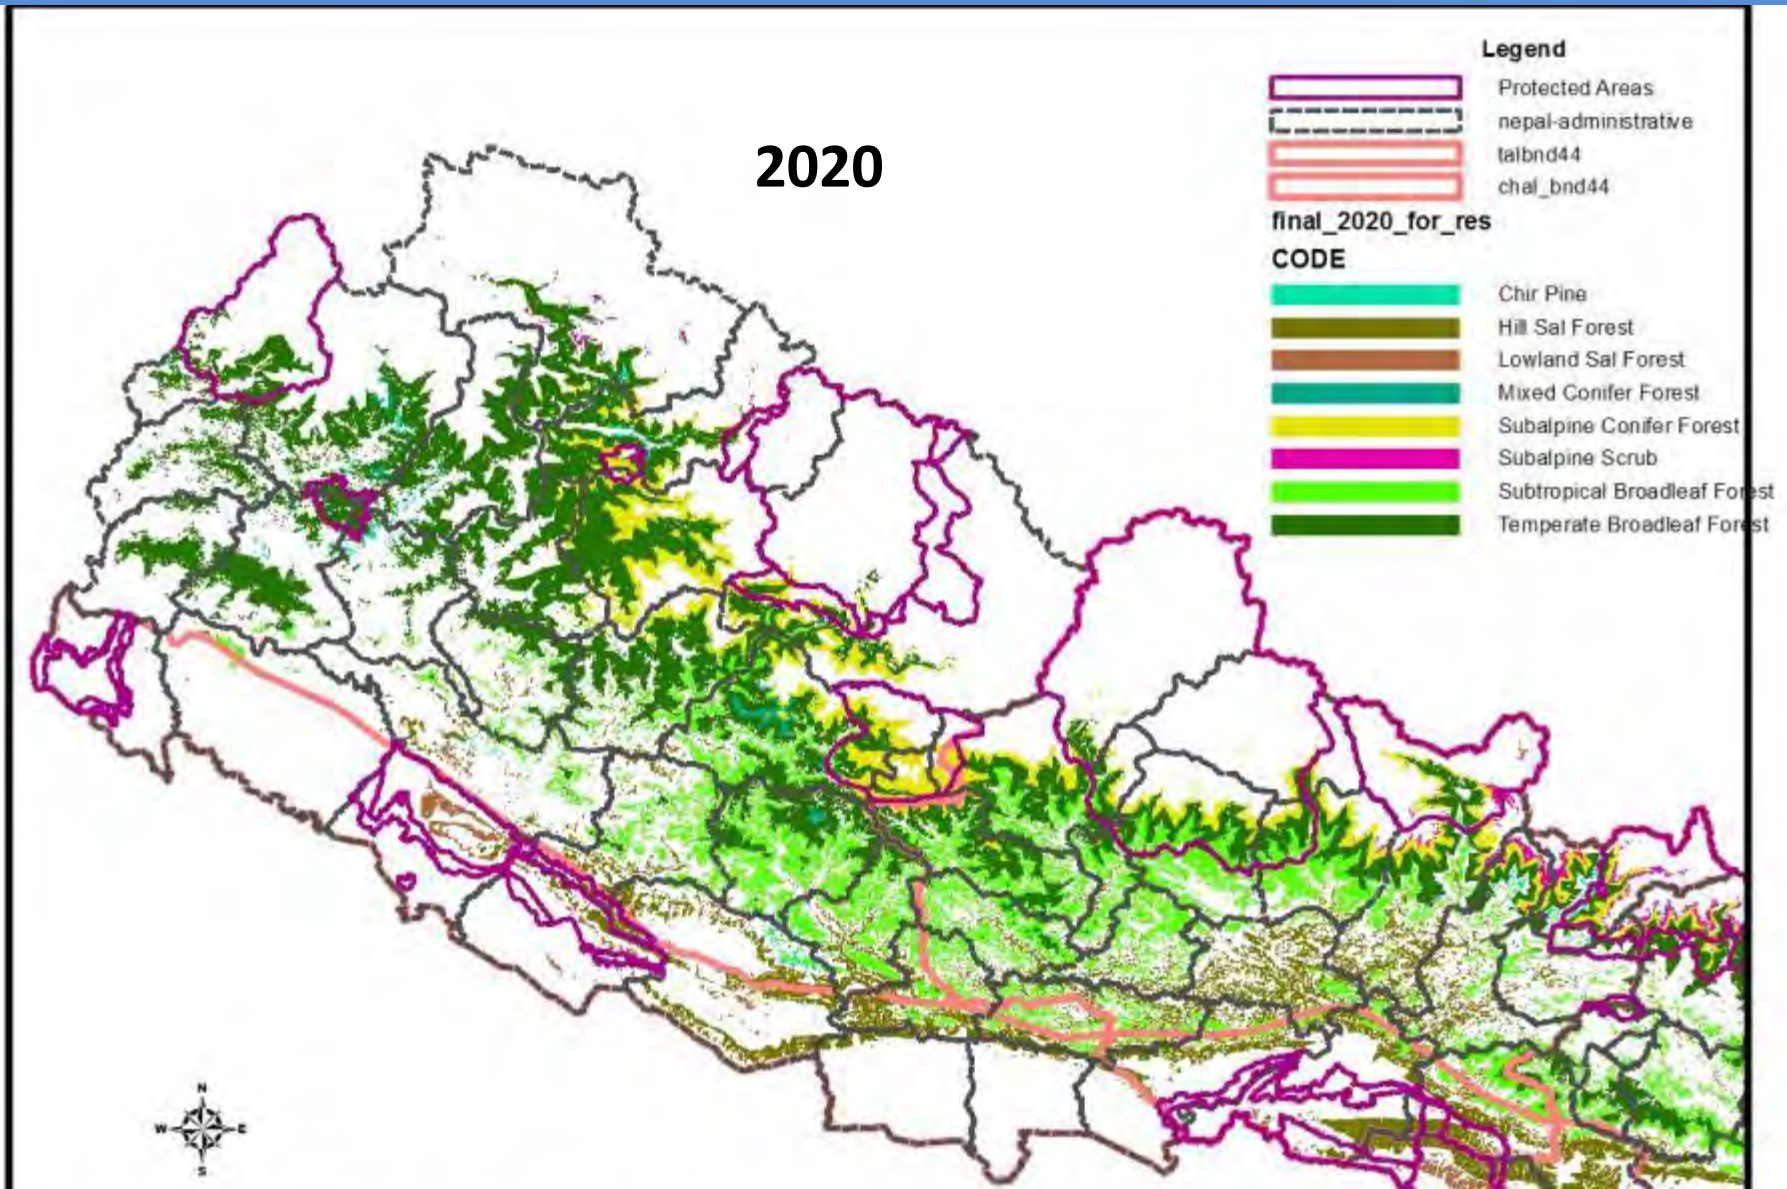 2020
Legend
Protected Areas
nepal-administrative
talbnd44
chal_bnd44
final_2020_for_res
CODE
Chir Pine
Hill Sal Forest
Lowland Sal Forest
Mixed Conifer Forest
Subalpine Conifer Forest
Subalpine Scrub
Subtropical Broadleaf Forest
Temperate Broadleaf Forest
N
W E
S